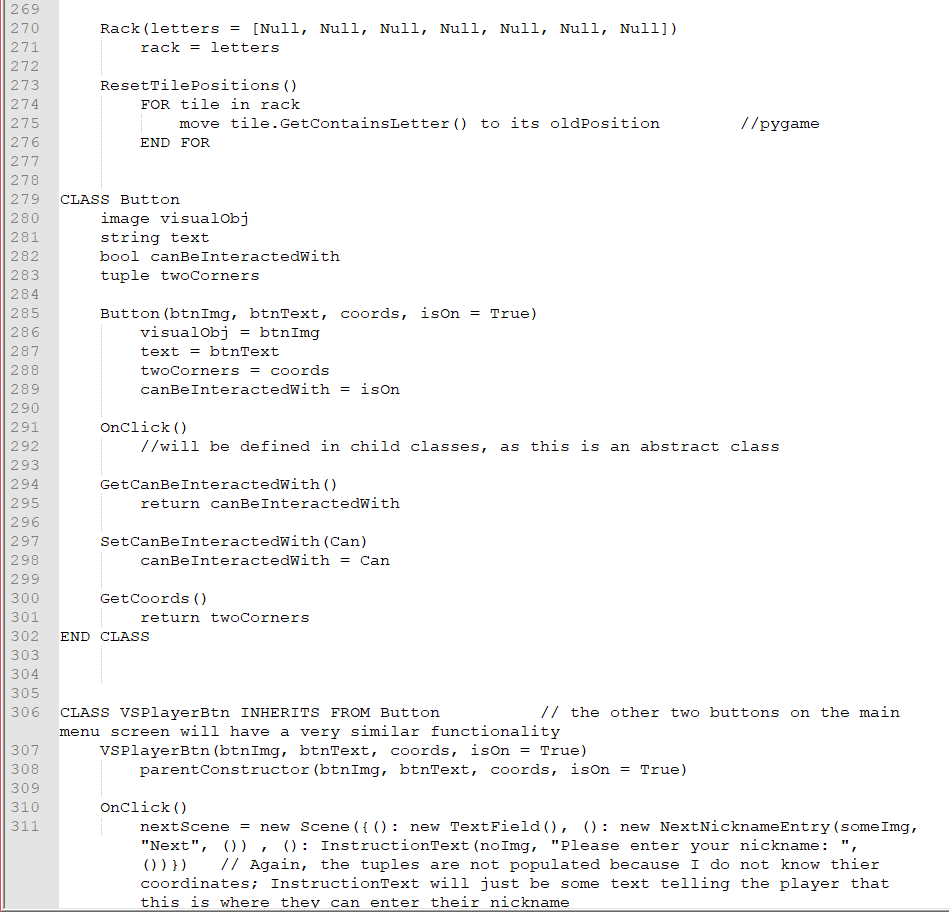 269
270 Rack(letters = [Null, Null, Null, Null, Null, Null, Null])
271 rack = letters
272
273 ResetTilePositions()
274 FOR tile in rack
275 move tile.GetContainsLetter() to its oldPosition //pygame
276 END FOR
277
278
279 CLASS Button
280 image visualObj
281 string text
282 bool canBeInteractedWith
283 tuple twoCorners
284
285 Button(btnImg, btnText, coords, isOn = True)
286 visualObj = btnImg
287 text = btnText
288 twoCorners = coords
289 canBeInteractedWith = isOn
290
291 OnClick()
292 //will be defined in child classes, as this is an abstract class
293
294 GetCanBeInteractedWith()
295 return canBeInteractedWith
296
297 SetCanBeInteractedWith(Can)
298 canBeInteractedWith = Can
299
300 GetCoords()
301 return twoCorners
302 END CLASS
303
304
305
306 CLASS VSPlayerBtn INHERITS FROM Button // the other two buttons on the main
menu screen will have a very similar functionality
307 VSPlayerBtn(btnImg, btnText, coords, isOn = True)
308 parentConstructor(btnImg, btnText, coords, isOn = True)
309
310 OnClick()
311 nextScene = new Scene({(): new TextField(), (): new NextNicknameEntry(someImg,
"Next", ()) , (): InstructionText(noImg, "Please enter your nickname: ",
())}) // Again, the tuples are not populated because I do not know thier
coordinates; InstructionText will just be some text telling the player that
this is where they can enter their nickname